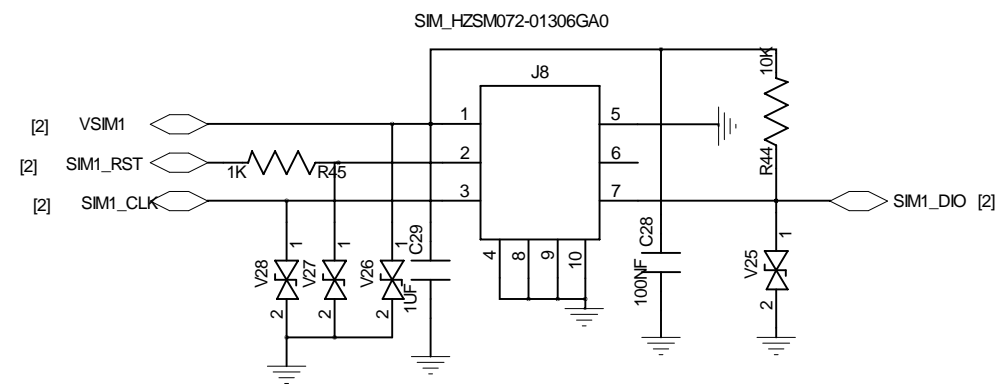 SIM_HZSM072-01306GA0
J8
10K
[2] VSIM1
1
5
[2] SIM1_RST
1K
R45
2
6
R44
[2] SIM1_CLK
3
7
SIM1_DIO [2]
V28
1
2
V27
1
2
V26
1
2
C29
1UF
4
8
9
10
C28
100NF
V25
1
2